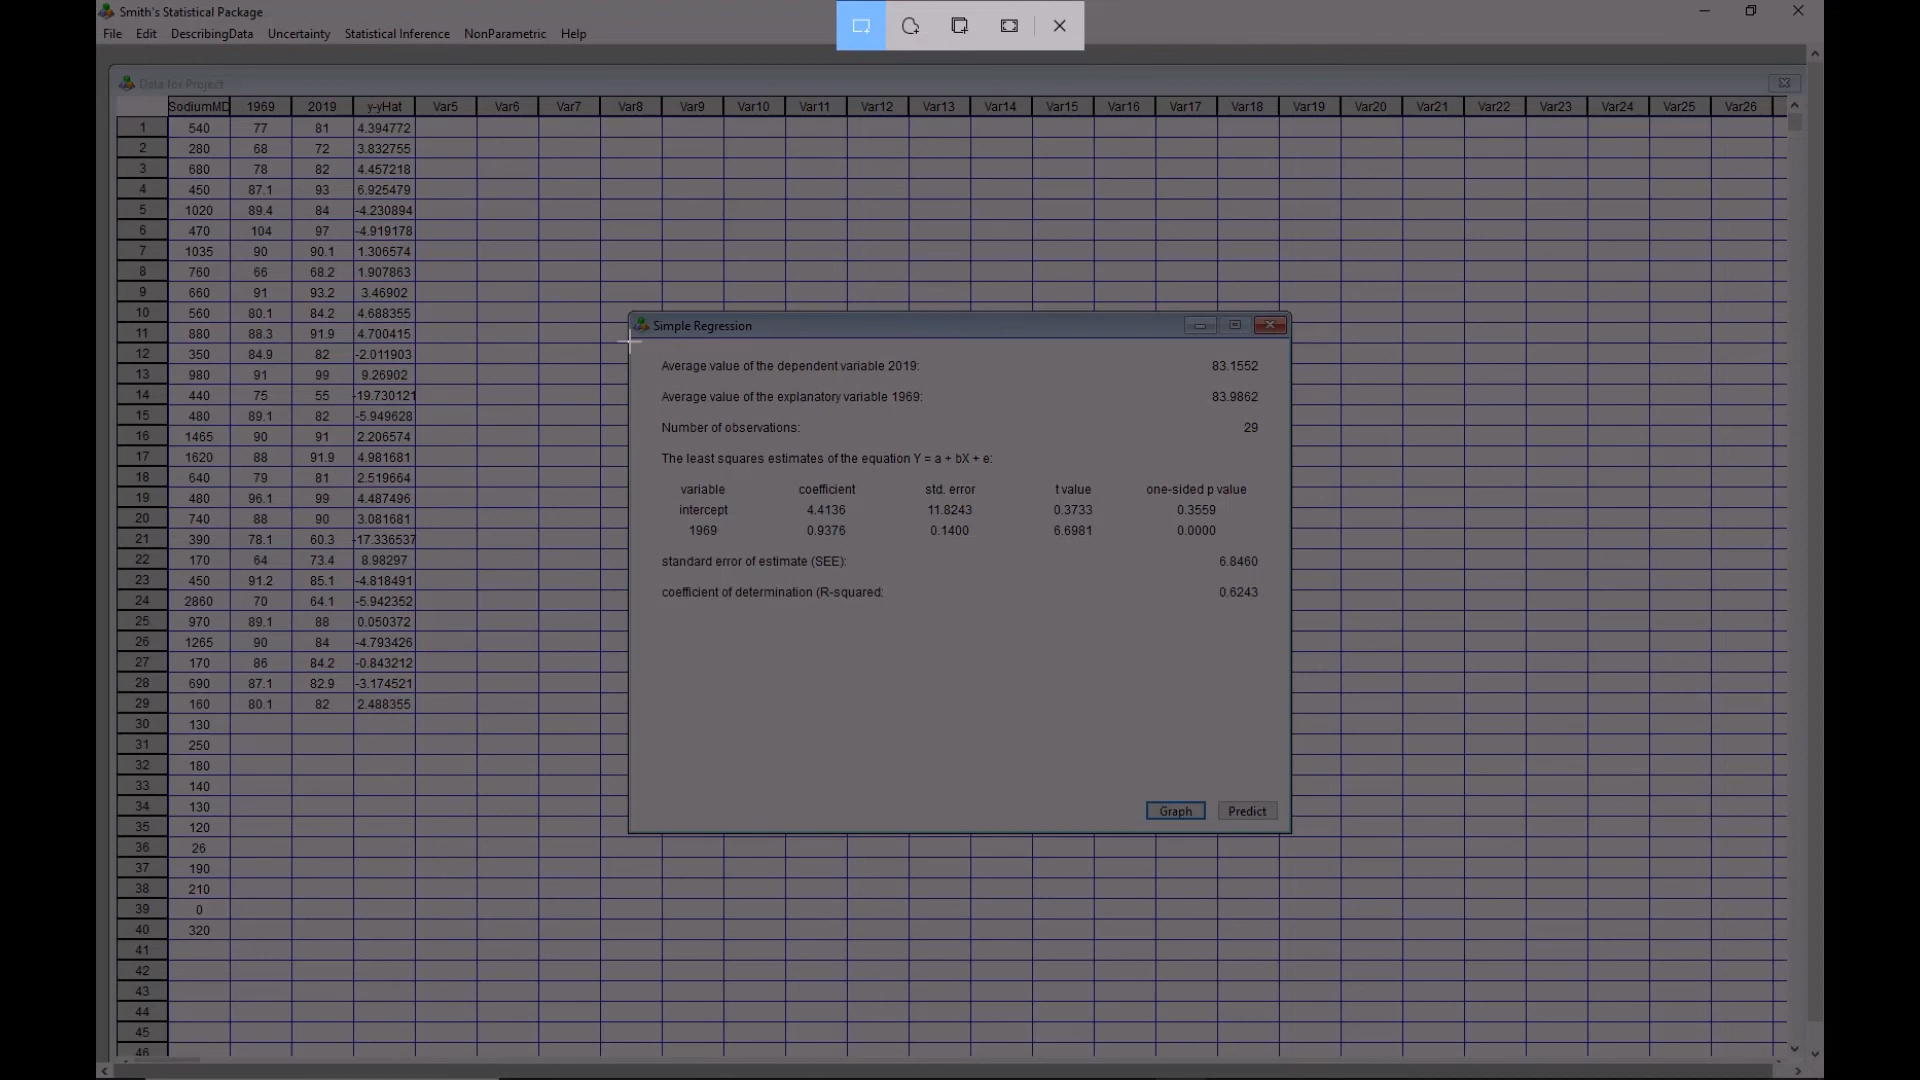 Smith's Statistical Package
File Edit DescribingData Uncertainty Statistical Inference NonParametric Help
Data for Project
SodiumMD 1969 2019 y-yHat Var5 Var6 Var7 Var8 Var9 Var10 Var11 Var12 Var13 Var14 Var15 Var16 Var17 Var18 Var19 Var20 Var21 Var22 Var23 Var24 Var25 Var26
1 540 77 81 4.394772
2 280 68 72 3.832755
3 680 78 82 4.457218
4 450 87.1 93 6.925479
5 1020 89.4 84 -4.230894
6 470 104 97 -4.919178
7 1035 90 90.1 1.306574
8 760 66 68.2 1.907863
9 660 91 93.2 3.46902
10 560 80.1 84.2 4.688355
11 880 88.3 91.9 4.700415
12 350 84.9 82 -2.011903
13 980 91 99 9.26902
14 440 75 55 -19.730121
15 480 89.1 82 -5.949628
16 1465 90 91 2.206574
17 1620 88 91.9 4.981681
18 640 79 81 2.519664
19 480 96.1 99 4.487496
20 740 88 90 3.081681
21 390 78.1 60.3 -17.336537
22 170 64 73.4 8.98297
23 450 91.2 85.1 -4.818491
24 2860 70 64.1 -5.942352
25 970 89.1 88 0.050372
26 1265 90 84 -4.793426
27 170 86 84.2 -0.843212
28 690 87.1 82.9 -3.174521
29 160 80.1 82 2.488355
30 130
31 250
32 180
33 140
34 130
35 120
36 26
37 190
38 210
39 0
40 320
41
42
43
44
45
46
Simple Regression
Average value of the dependent variable 2019: 83.1552
Average value of the explanatory variable 1969: 83.9862
Number of observations: 29
The least squares estimates of the equation Y = a + bX + e:
variable coefficient std. error t value one-sided p value
intercept 4.4136 11.8243 0.3733 0.3559
1969 0.9376 0.1400 6.6981 0.0000
standard error of estimate (SEE): 6.8460
coefficient of determination (R-squared: 0.6243
Graph Predict